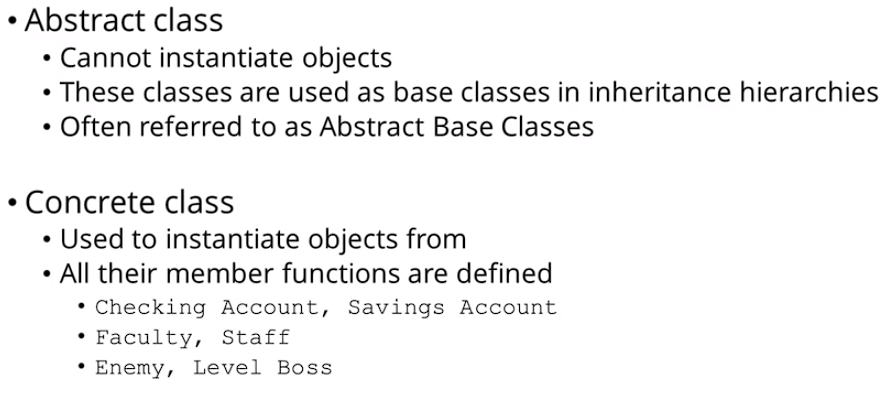 • Abstract class
• Cannot instantiate objects
• These classes are used as base classes in inheritance hierarchies
• Often referred to as Abstract Base Classes
• Concrete class
• Used to instantiate objects from
• All their member functions are defined
• Checking Account, Savings Account
• Faculty, Staff
• Enemy, Level Boss